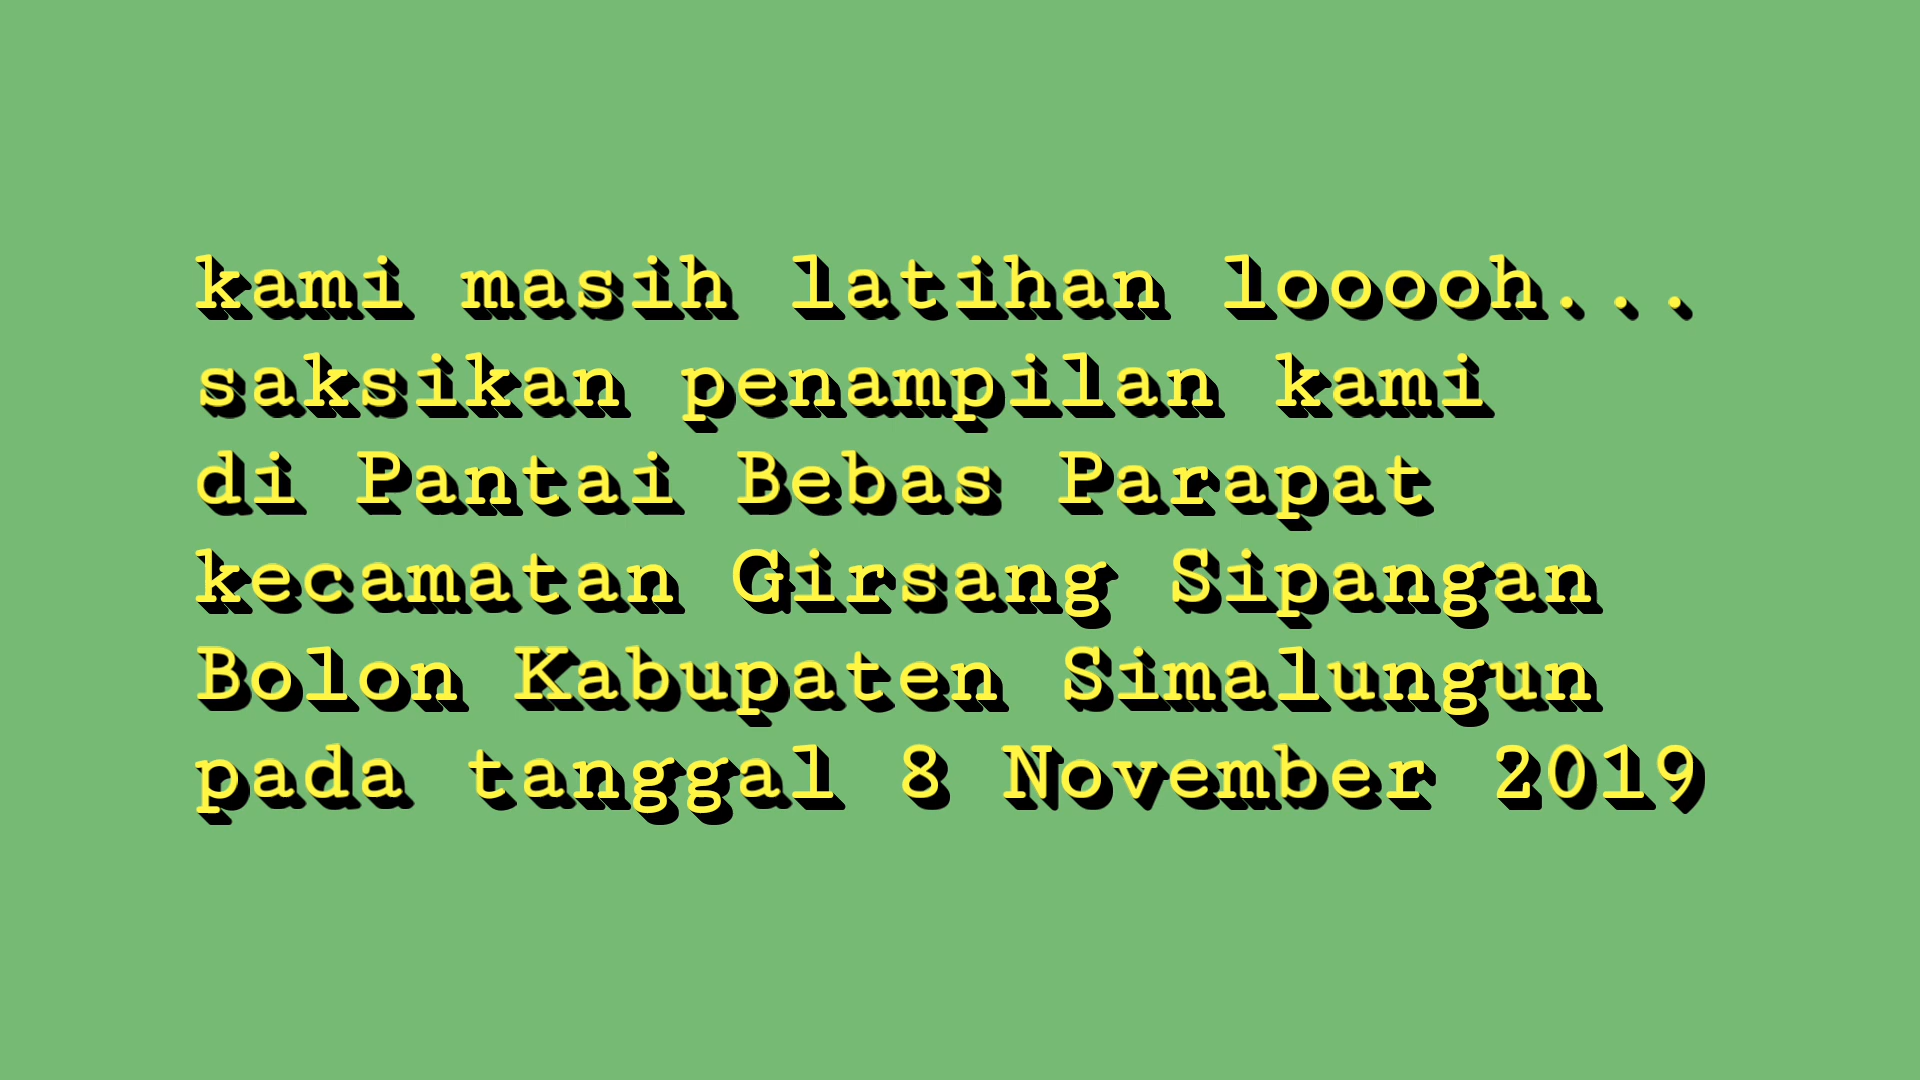 kami masih latihan looooh...
saksikan penampilan kami
di Pantai Bebas Parapat
kecamatan Girsang Sipangan
Bolon Kabupaten Simalungun
pada tanggal 8 November 2019